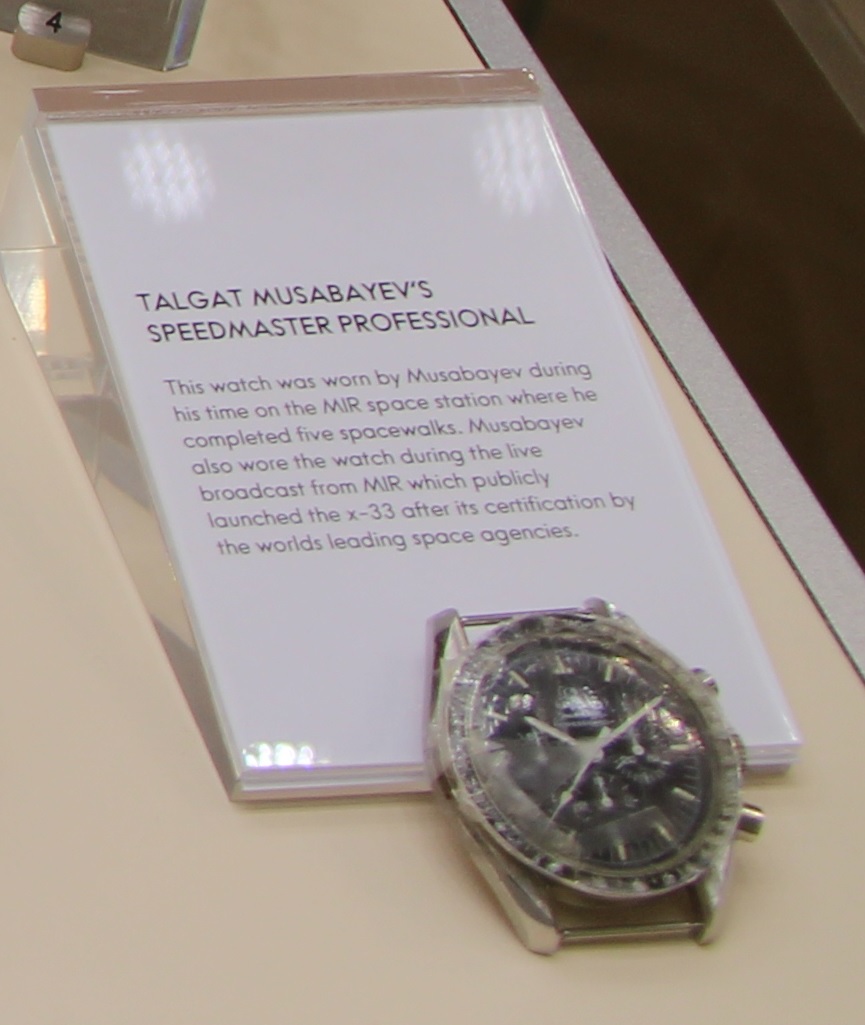 4
TALGAT MUSABAYEV'S
SPEEDMASTER PROFESSIONAL
This watch was worn by Musabayev during
his time on the MIR space station where he
completed five spacewalks. Musabayev
also wore the watch during the live
broadcast from MIR which publicly
launched the x-33 after its certification by
the worlds leading space agencies.